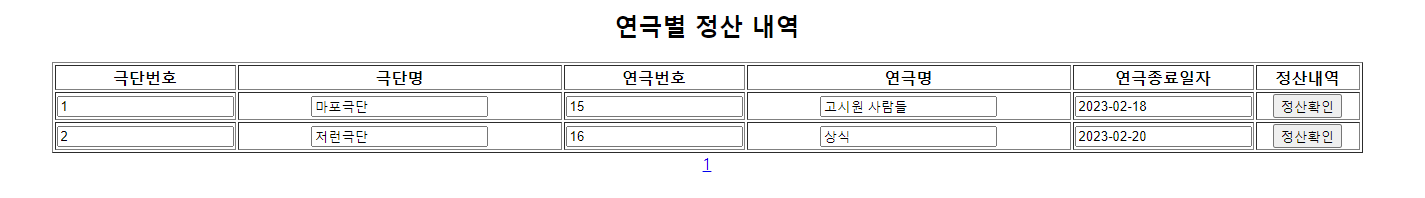 연극별 정산 내역
극단번호 극단명 연극번호 연극명 연극종료일자 정산내역
1 마포극단 15 고시원 사람들 2023-02-18 정산확인
2 저런극단 16 상식 2023-02-20 정산확인
1